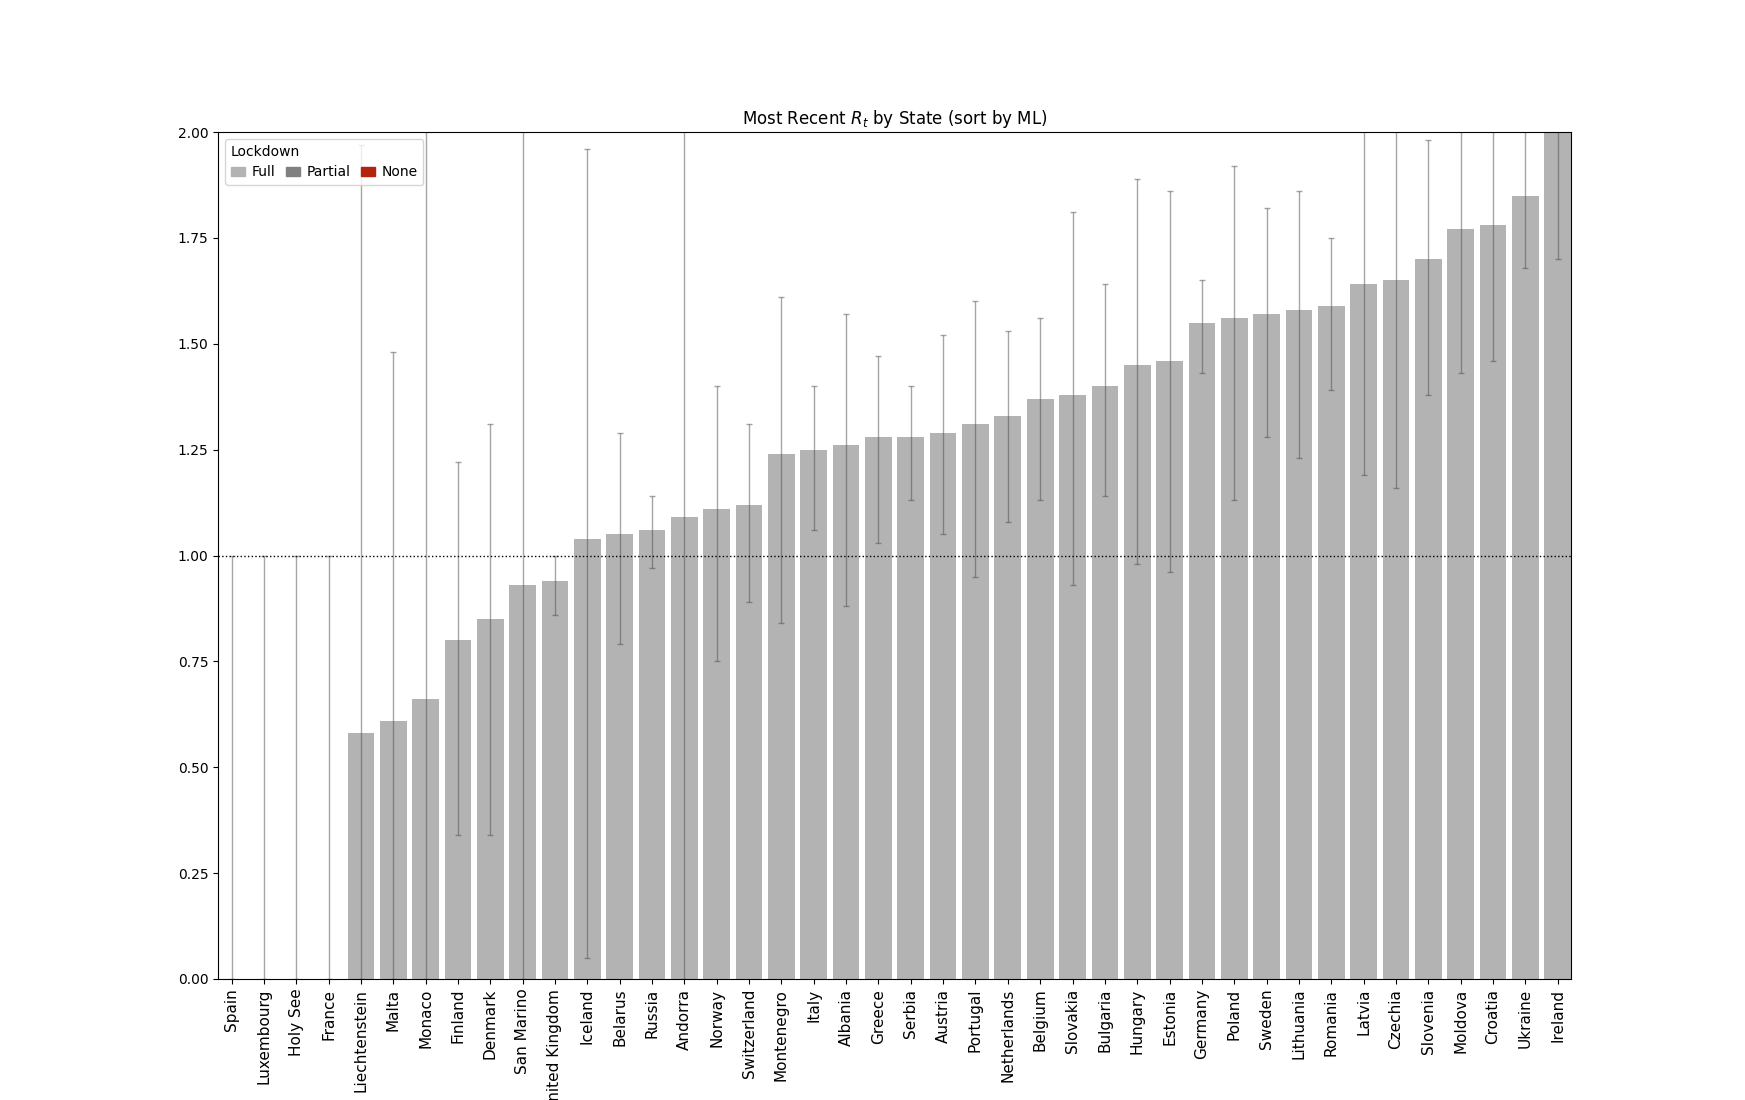 Most Recent R_t by State (sort by ML)
Lockdown
Full Partial None
2.00
1.75
1.50
1.25
1.00
0.75
0.50
0.25
0.00
Spain
Luxembourg
Holy See
France
Liechtenstein
Malta
Monaco
Finland
Denmark
San Marino
nited Kingdom
Iceland
Belarus
Russia
Andorra
Norway
Switzerland
Montenegro
Italy
Albania
Greece
Serbia
Austria
Portugal
Netherlands
Belgium
Slovakia
Bulgaria
Hungary
Estonia
Germany
Poland
Sweden
Lithuania
Romania
Latvia
Czechia
Slovenia
Moldova
Croatia
Ukraine
Ireland